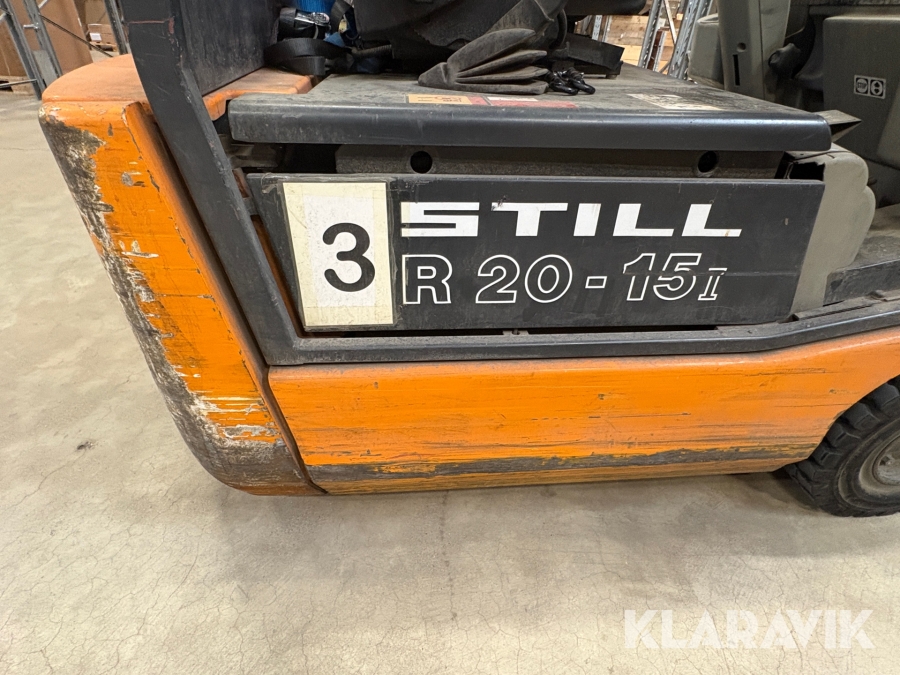 3
STILL
R 20-15I
KLARAVIK